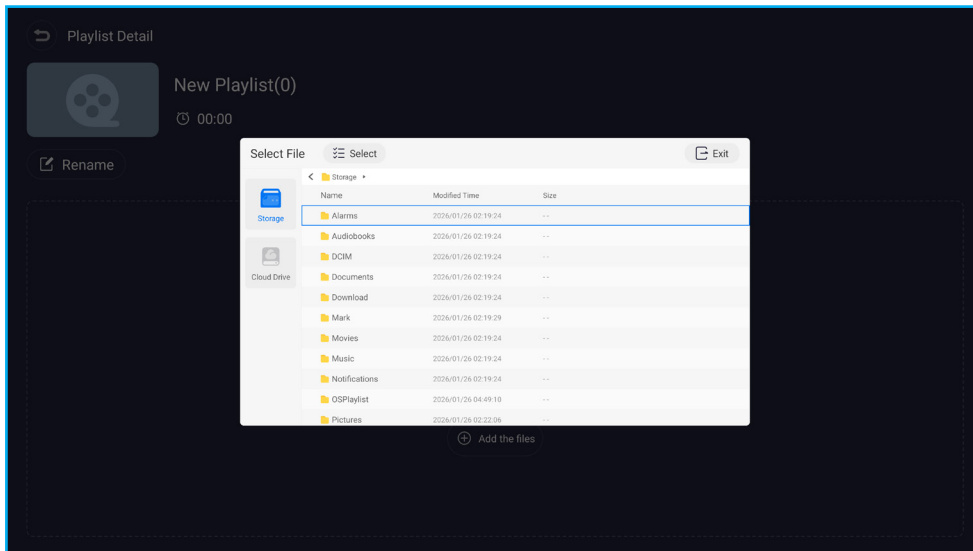 Playlist Detail
New Playlist(0)
00:00
Rename
Select File Select Exit
Storage
Name Modified Time Size
Storage
Cloud Drive
Alarms 2026/01/26 02:19:24 --
Audiobooks 2026/01/26 02:19:24 --
DCIM 2026/01/26 02:19:24 --
Documents 2026/01/26 02:19:24 --
Download 2026/01/26 02:19:24 --
Mark 2026/01/26 02:19:29 --
Movies 2026/01/26 02:19:24 --
Music 2026/01/26 02:19:24 --
Notifications 2026/01/26 02:19:24 --
OSPlaylist 2026/01/26 04:49:10 --
Pictures 2026/01/26 02:22:06 --
Add the files